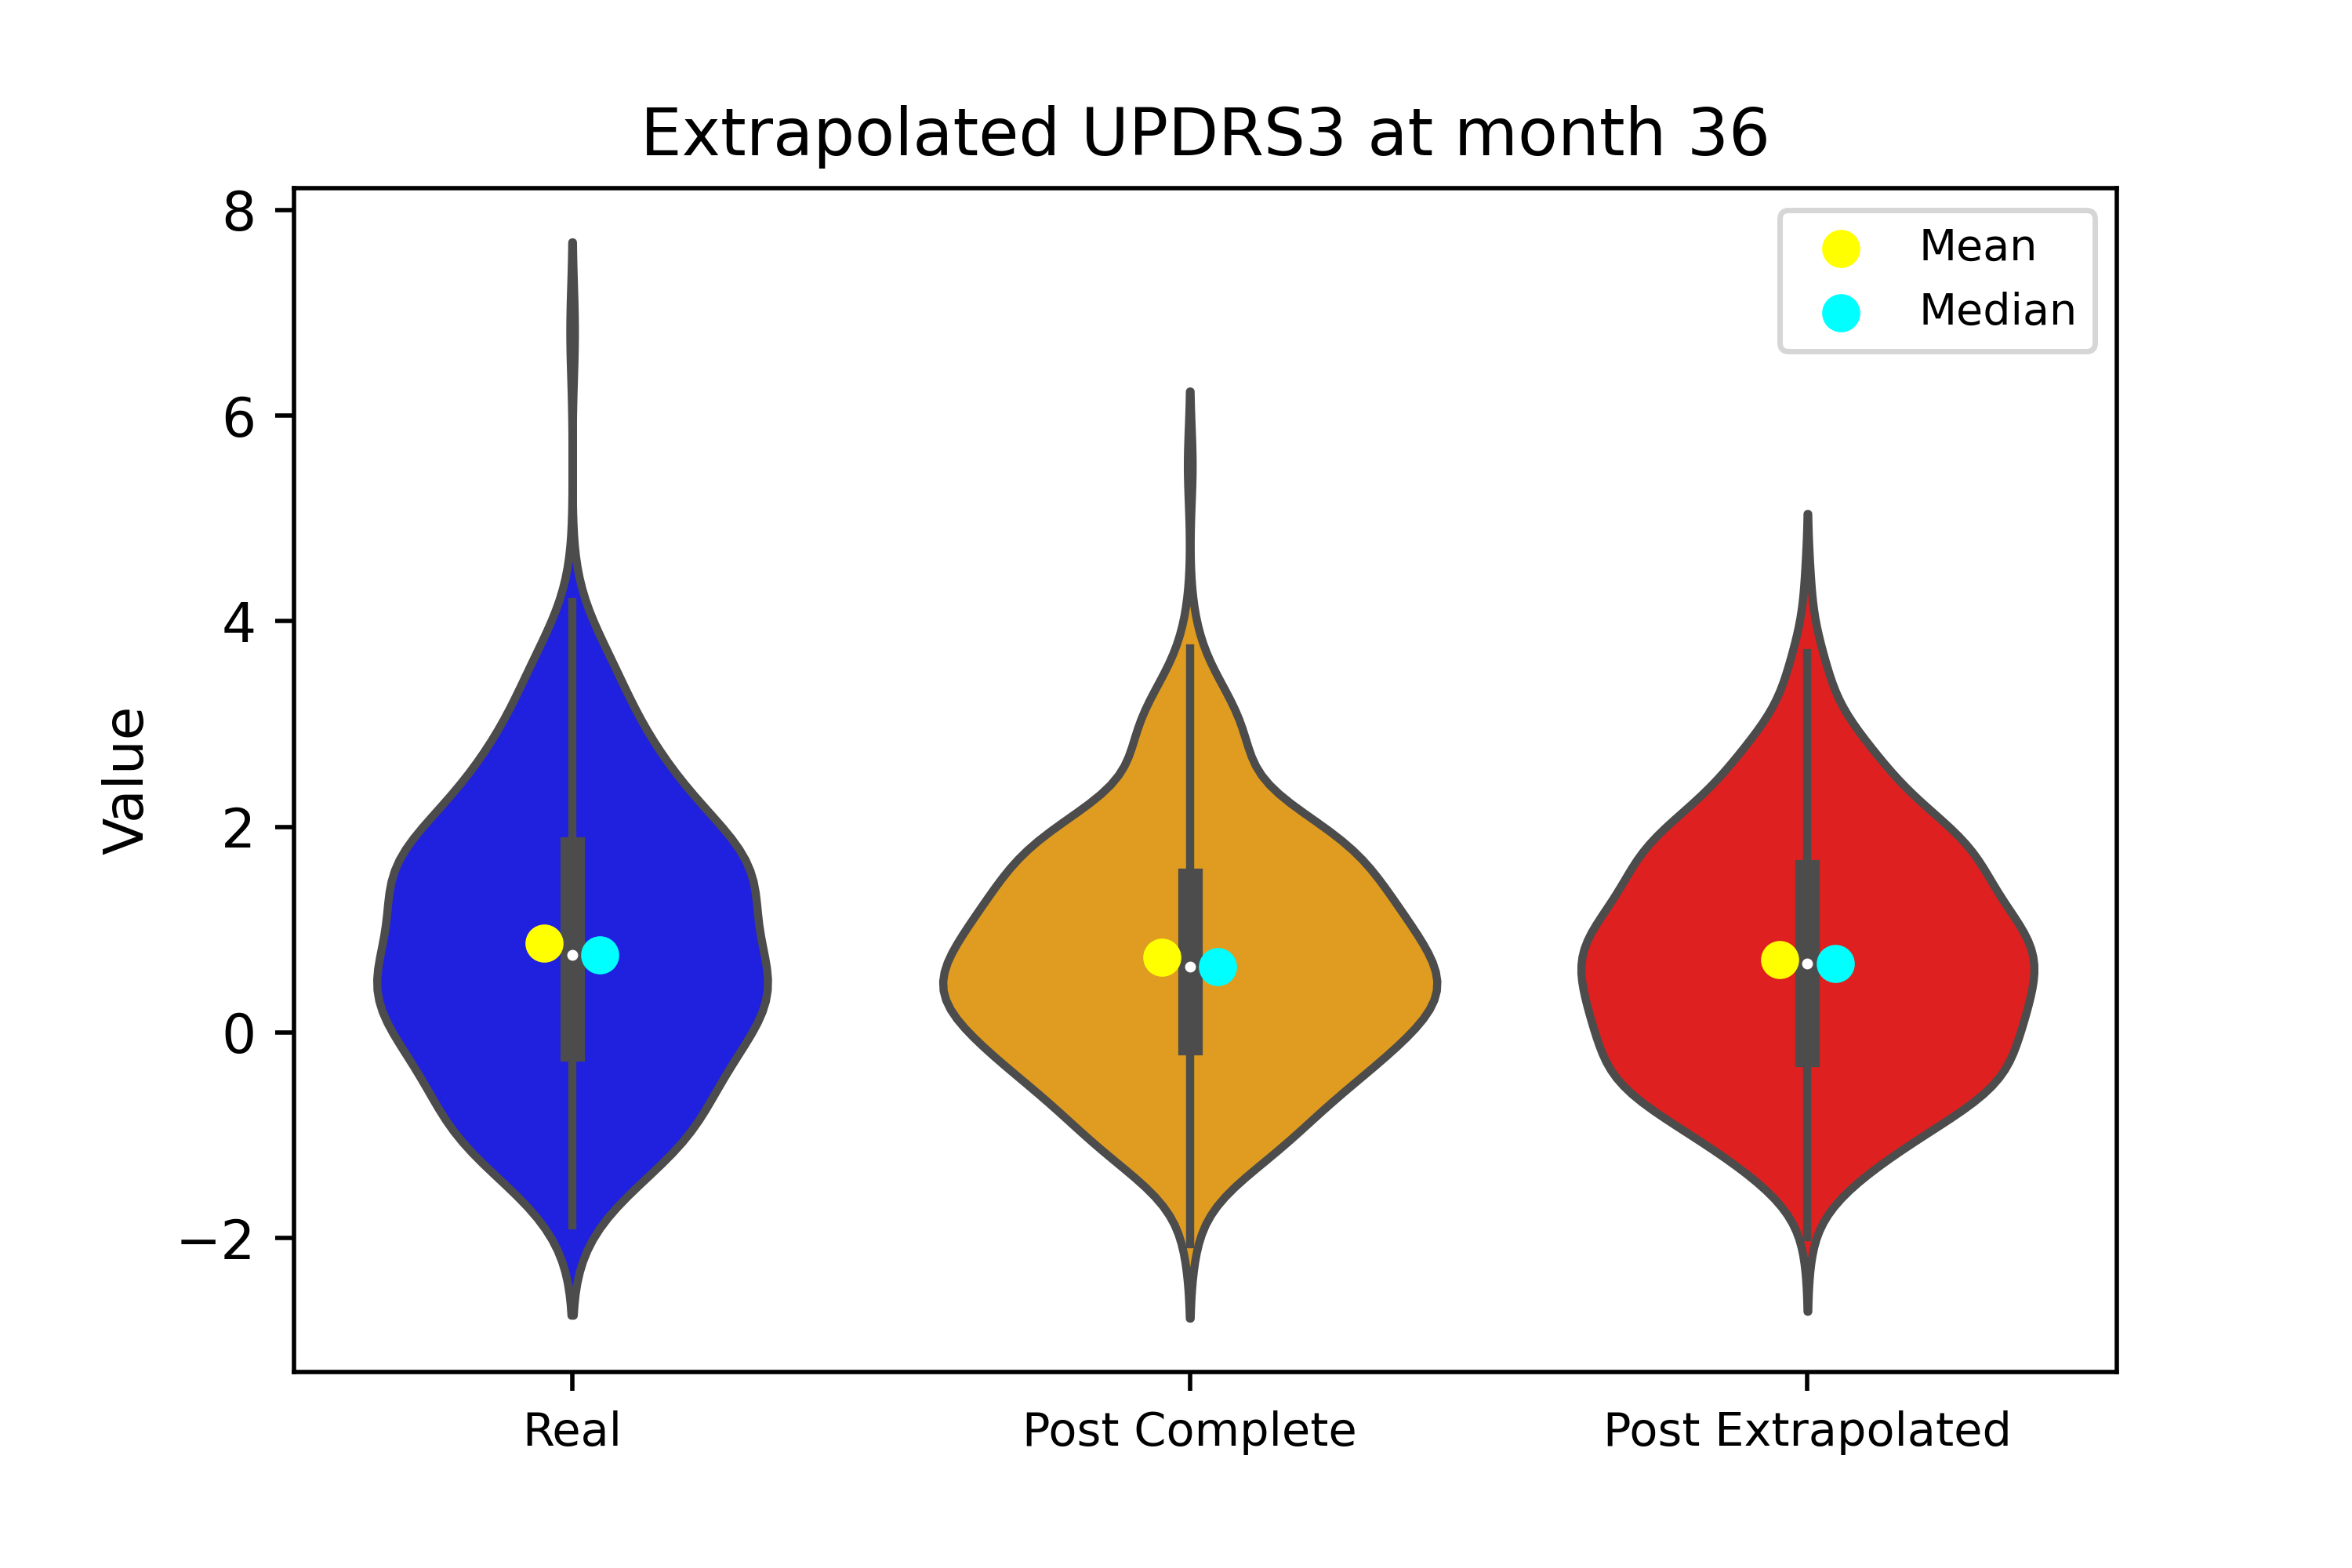 Extrapolated UPDRS3 at month 36
8
6
4
2
0
−2
Value
Mean
Median
Real
Post Complete
Post Extrapolated